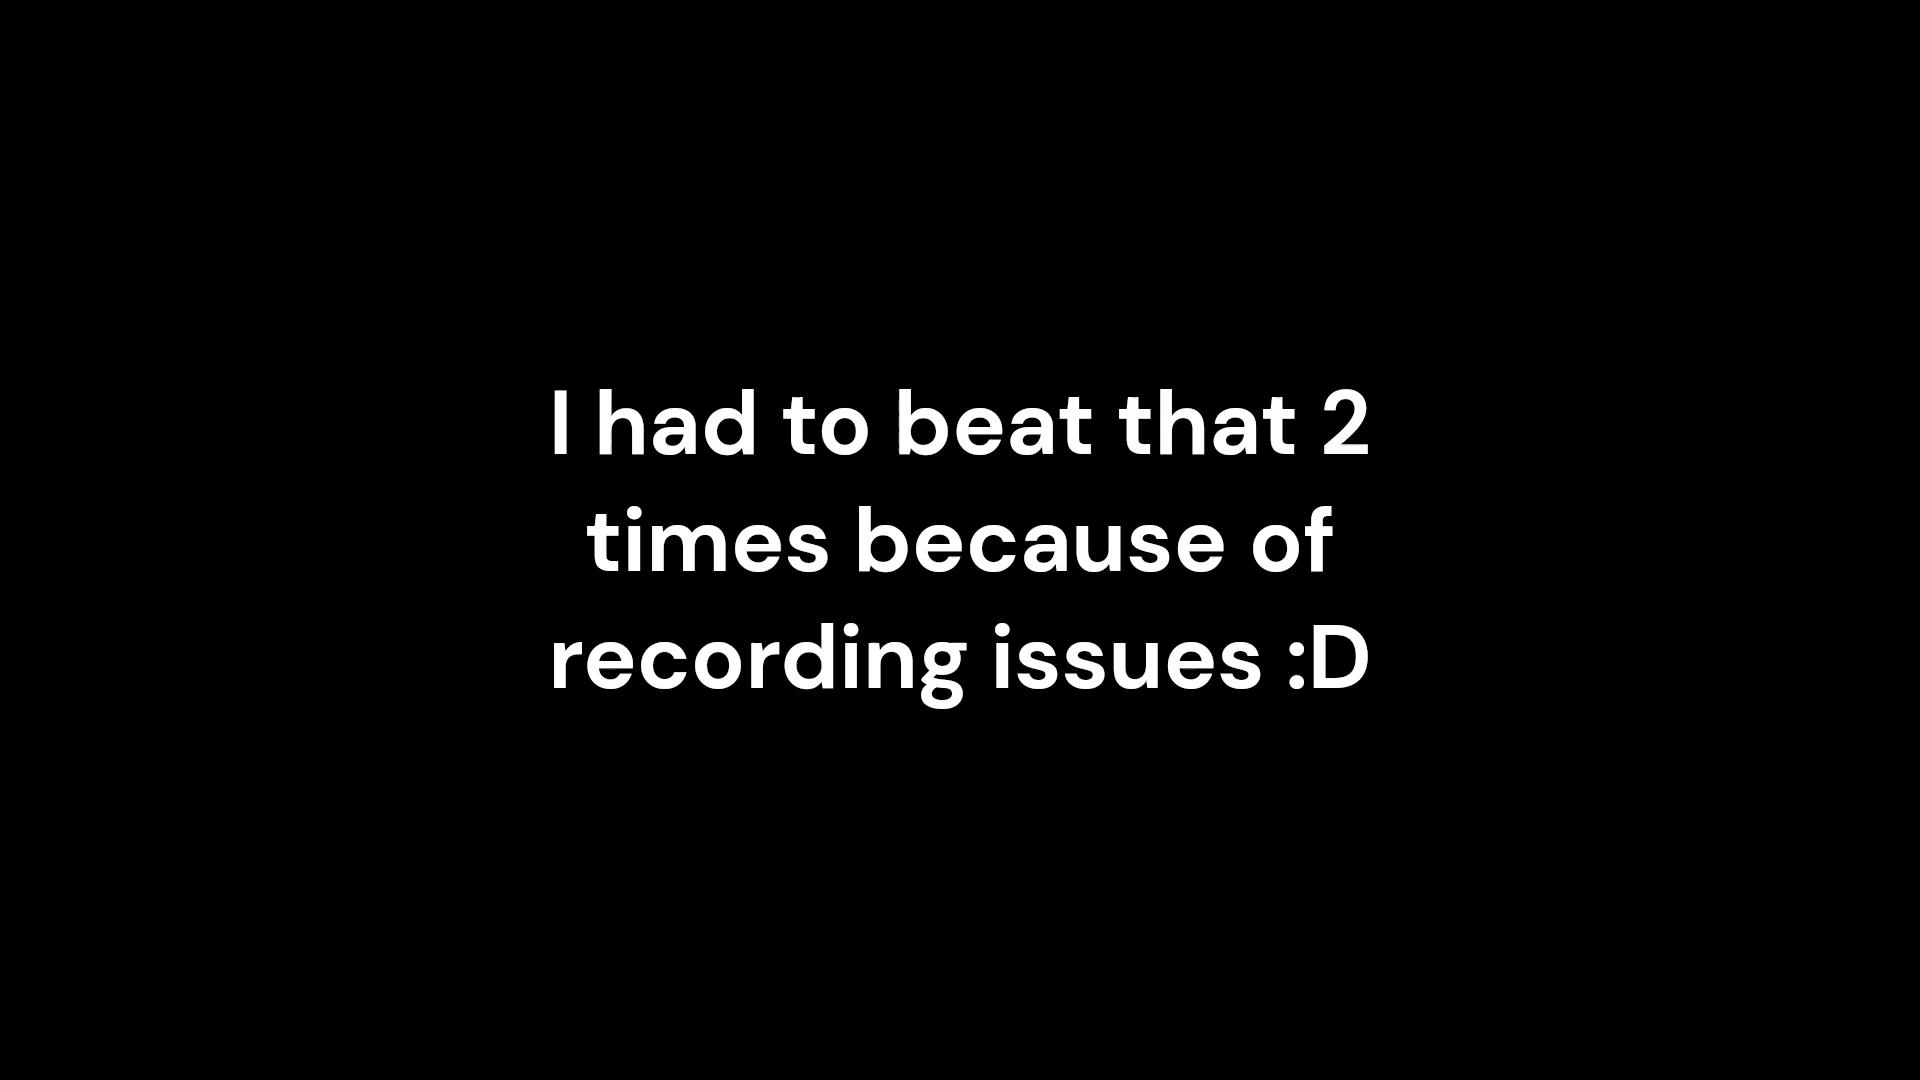 I had to beat that 2
times because of
recording issues :D